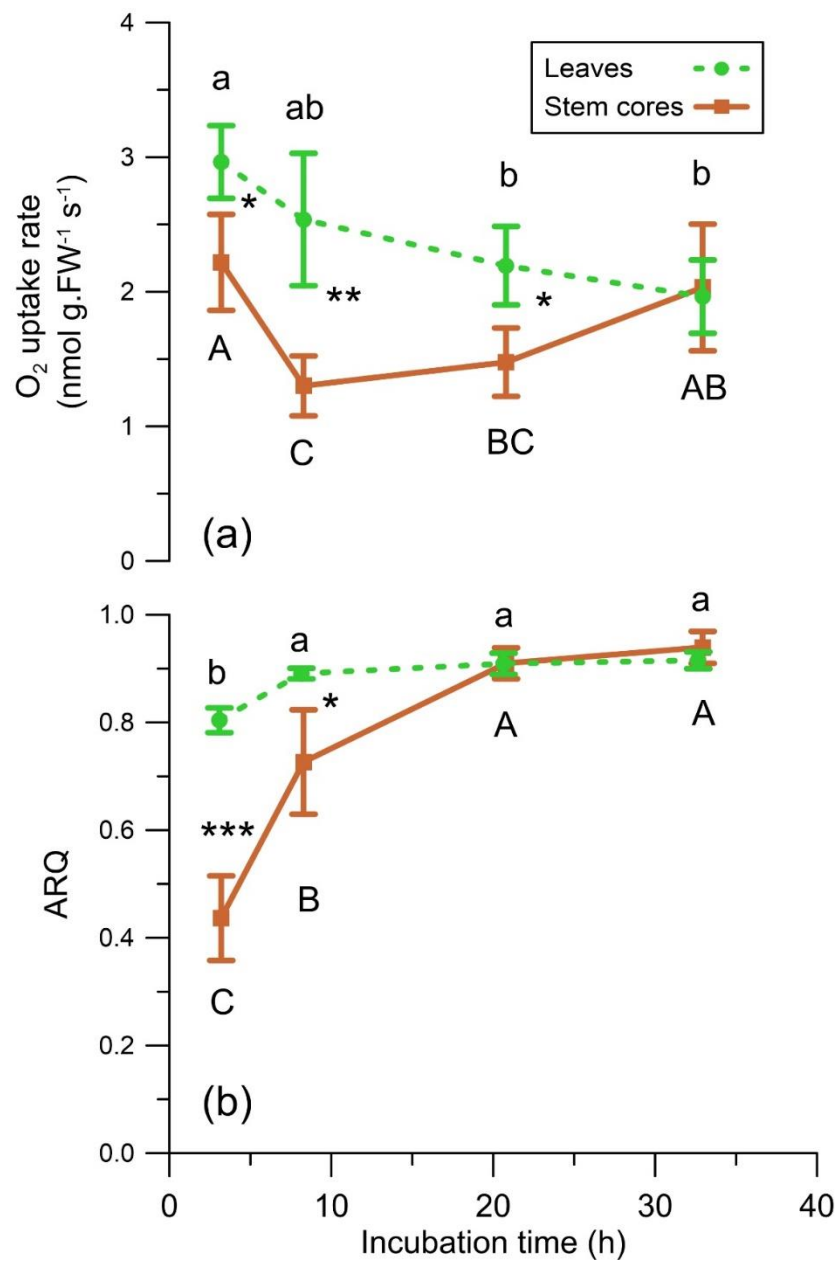 4
a
ab
Leaves
Stem cores
3
*
b
b
O₂ uptake rate
(nmol g.FW⁻¹ s⁻¹)
2
**
*
A
AB
1
C
BC
(a)
0
1.0
a
a
a
b
*
0.8
A
A
***
0.6
ARQ
B
0.4
C
0.2
(b)
0.0
0 10 20 30 40
Incubation time (h)